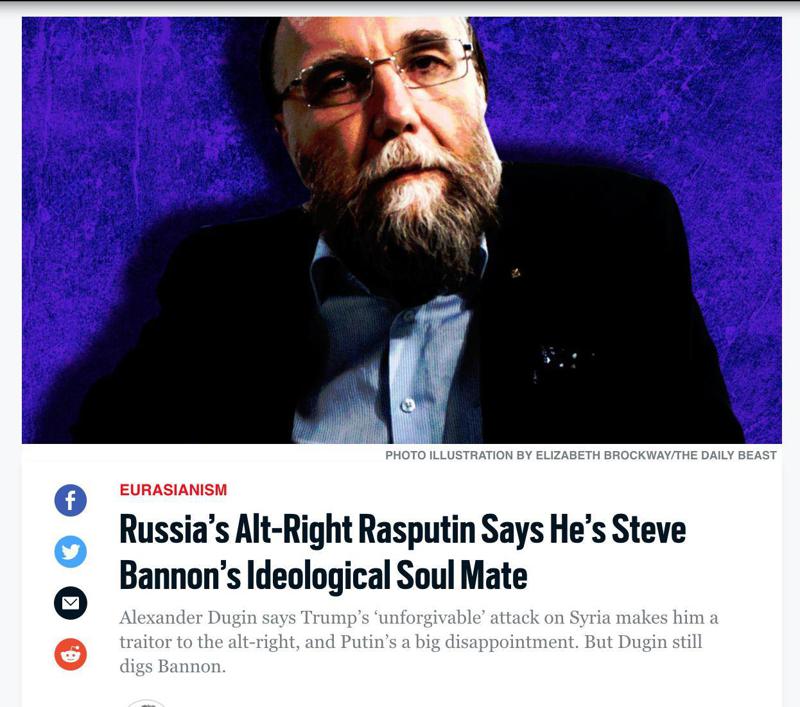 PHOTO ILLUSTRATION BY ELIZABETH BROCKWAY/THE DAILY BEAST
EURASIANISM
Russia’s Alt-Right Rasputin Says He’s Steve
Bannon’s Ideological Soul Mate
Alexander Dugin says Trump’s ‘unforgivable’ attack on Syria makes him a
traitor to the alt-right, and Putin’s a big disappointment. But Dugin still
digs Bannon.